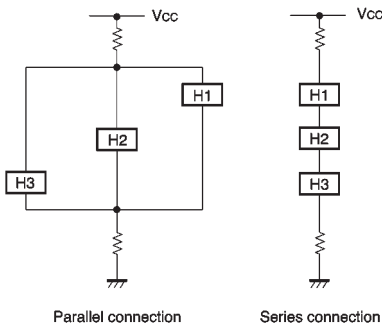 Vcc
H1
H2
H3
Parallel connection
Vcc
H1
H2
H3
Series connection